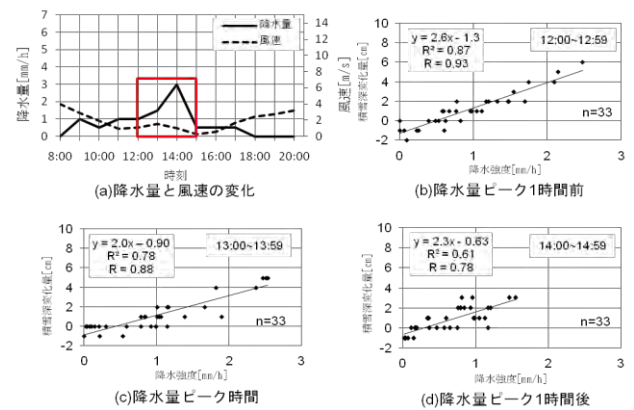 降水量
風速
降水量[mm/h]
7
6
5
4
3
2
1
0
14
12
10
8
6
4
2
0
風速[m/s]
8:00 10:00 12:00 14:00 16:00 18:00 20:00
時刻
(a)降水量と風速の変化
積雪深変化量[cm]
10
8
6
4
2
0
-2
y = 2.6x - 1.3
R² = 0.87
R = 0.93
12:00~12:59
n=33
0 1 2 3
降水強度[mm/h]
(b)降水量ピーク1時間前
積雪深変化量[cm]
10
8
6
4
2
0
-2
y = 2.0x – 0.90
R² = 0.78
R = 0.88
13:00~13:59
n=33
0 1 2 3
降水強度[mm/h]
(c)降水量ピーク時間
積雪深変化量[cm]
10
8
6
4
2
0
-2
y = 2.3x - 0.63
R² = 0.61
R = 0.78
14:00~14:59
n=33
0 1 2 3
降水強度[mm/h]
(d)降水量ピーク1時間後